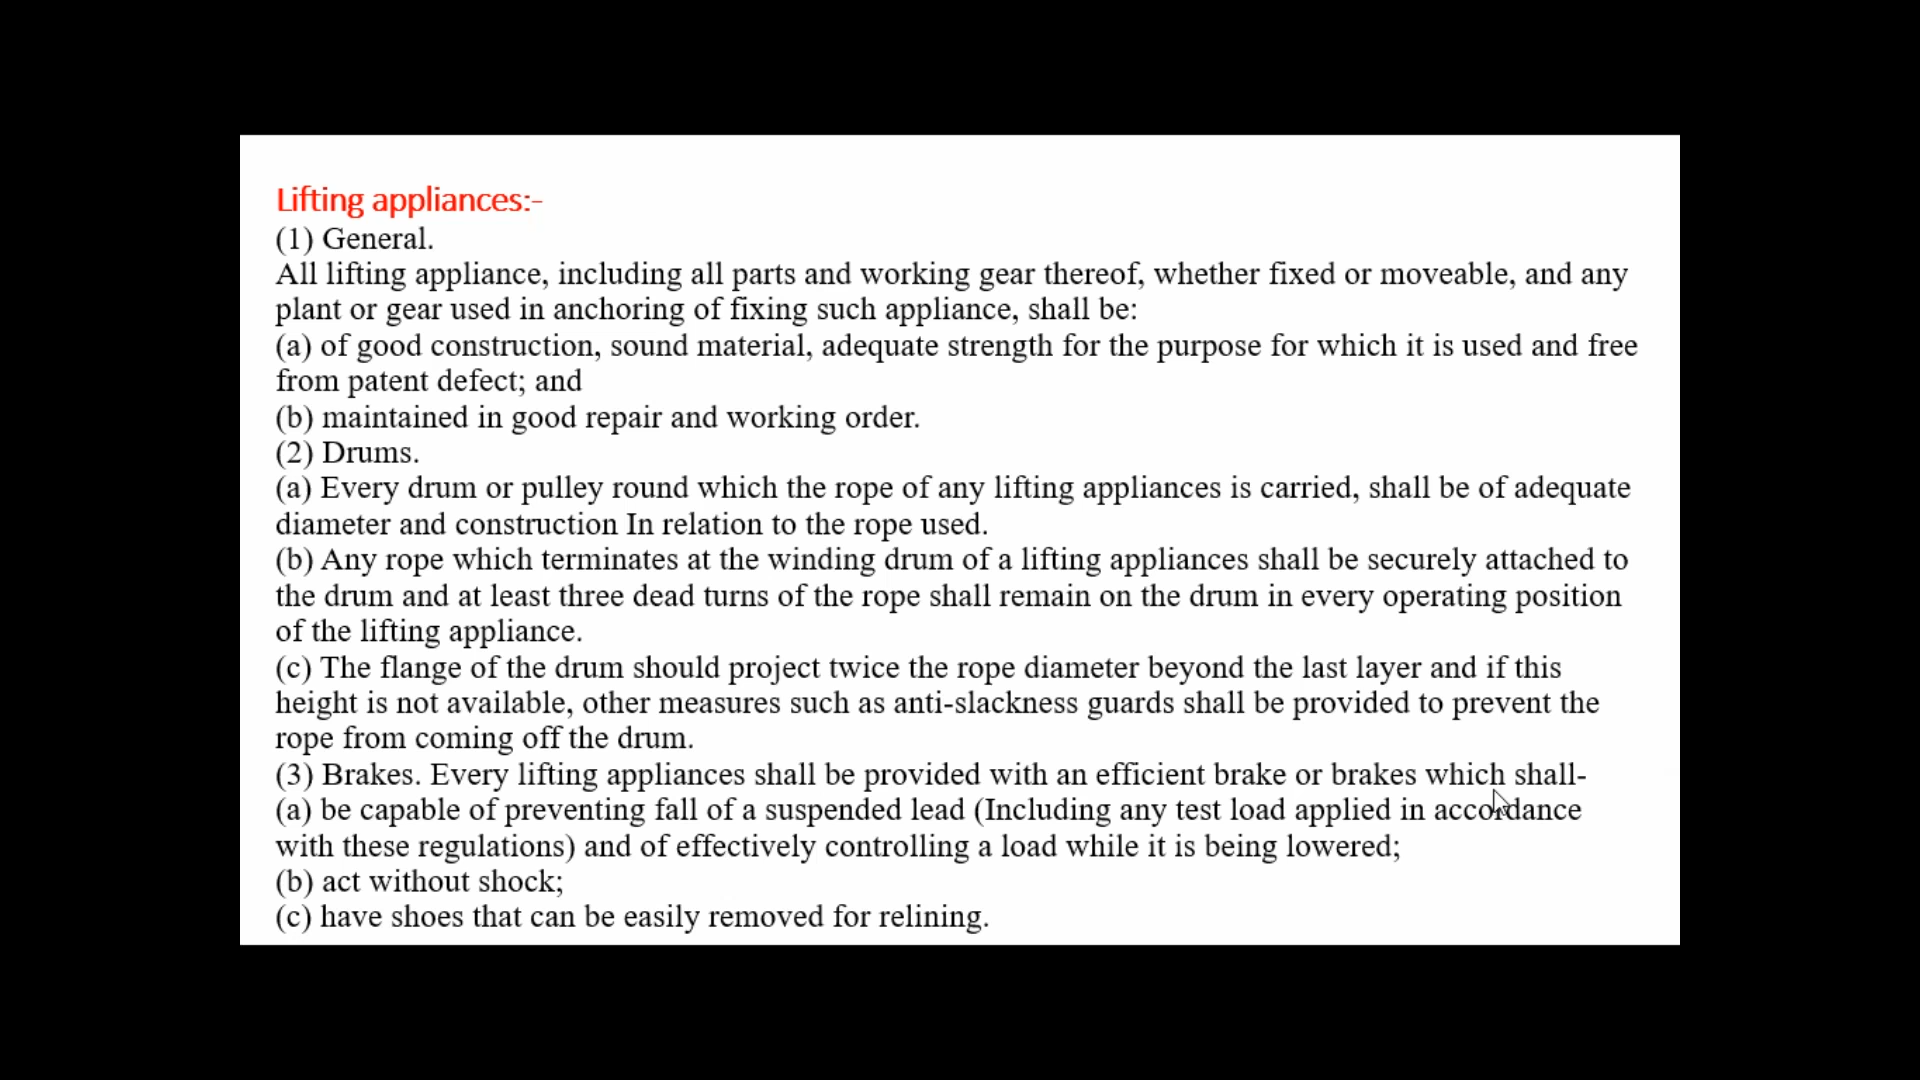 Lifting appliances:-
(1) General.
All lifting appliance, including all parts and working gear thereof, whether fixed or moveable, and any
plant or gear used in anchoring of fixing such appliance, shall be:
(a) of good construction, sound material, adequate strength for the purpose for which it is used and free
from patent defect; and
(b) maintained in good repair and working order.
(2) Drums.
(a) Every drum or pulley round which the rope of any lifting appliances is carried, shall be of adequate
diameter and construction In relation to the rope used.
(b) Any rope which terminates at the winding drum of a lifting appliances shall be securely attached to
the drum and at least three dead turns of the rope shall remain on the drum in every operating position
of the lifting appliance.
(c) The flange of the drum should project twice the rope diameter beyond the last layer and if this
height is not available, other measures such as anti-slackness guards shall be provided to prevent the
rope from coming off the drum.
(3) Brakes. Every lifting appliances shall be provided with an efficient brake or brakes which shall-
(a) be capable of preventing fall of a suspended lead (Including any test load applied in accordance
with these regulations) and of effectively controlling a load while it is being lowered;
(b) act without shock;
(c) have shoes that can be easily removed for relining.